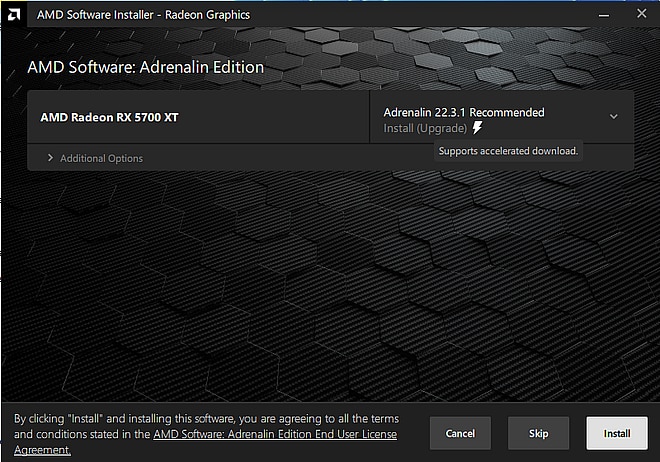 AMD Software Installer - Radeon Graphics
AMD Software: Adrenalin Edition
AMD Radeon RX 5700 XT
Adrenalin 22.3.1 Recommended
Install (Upgrade)
Supports accelerated download.
Additional Options
By clicking "Install" and installing this software, you are agreeing to all the terms
and conditions stated in the AMD Software: Adrenalin Edition End User License
Agreement.
Cancel
Skip
Install